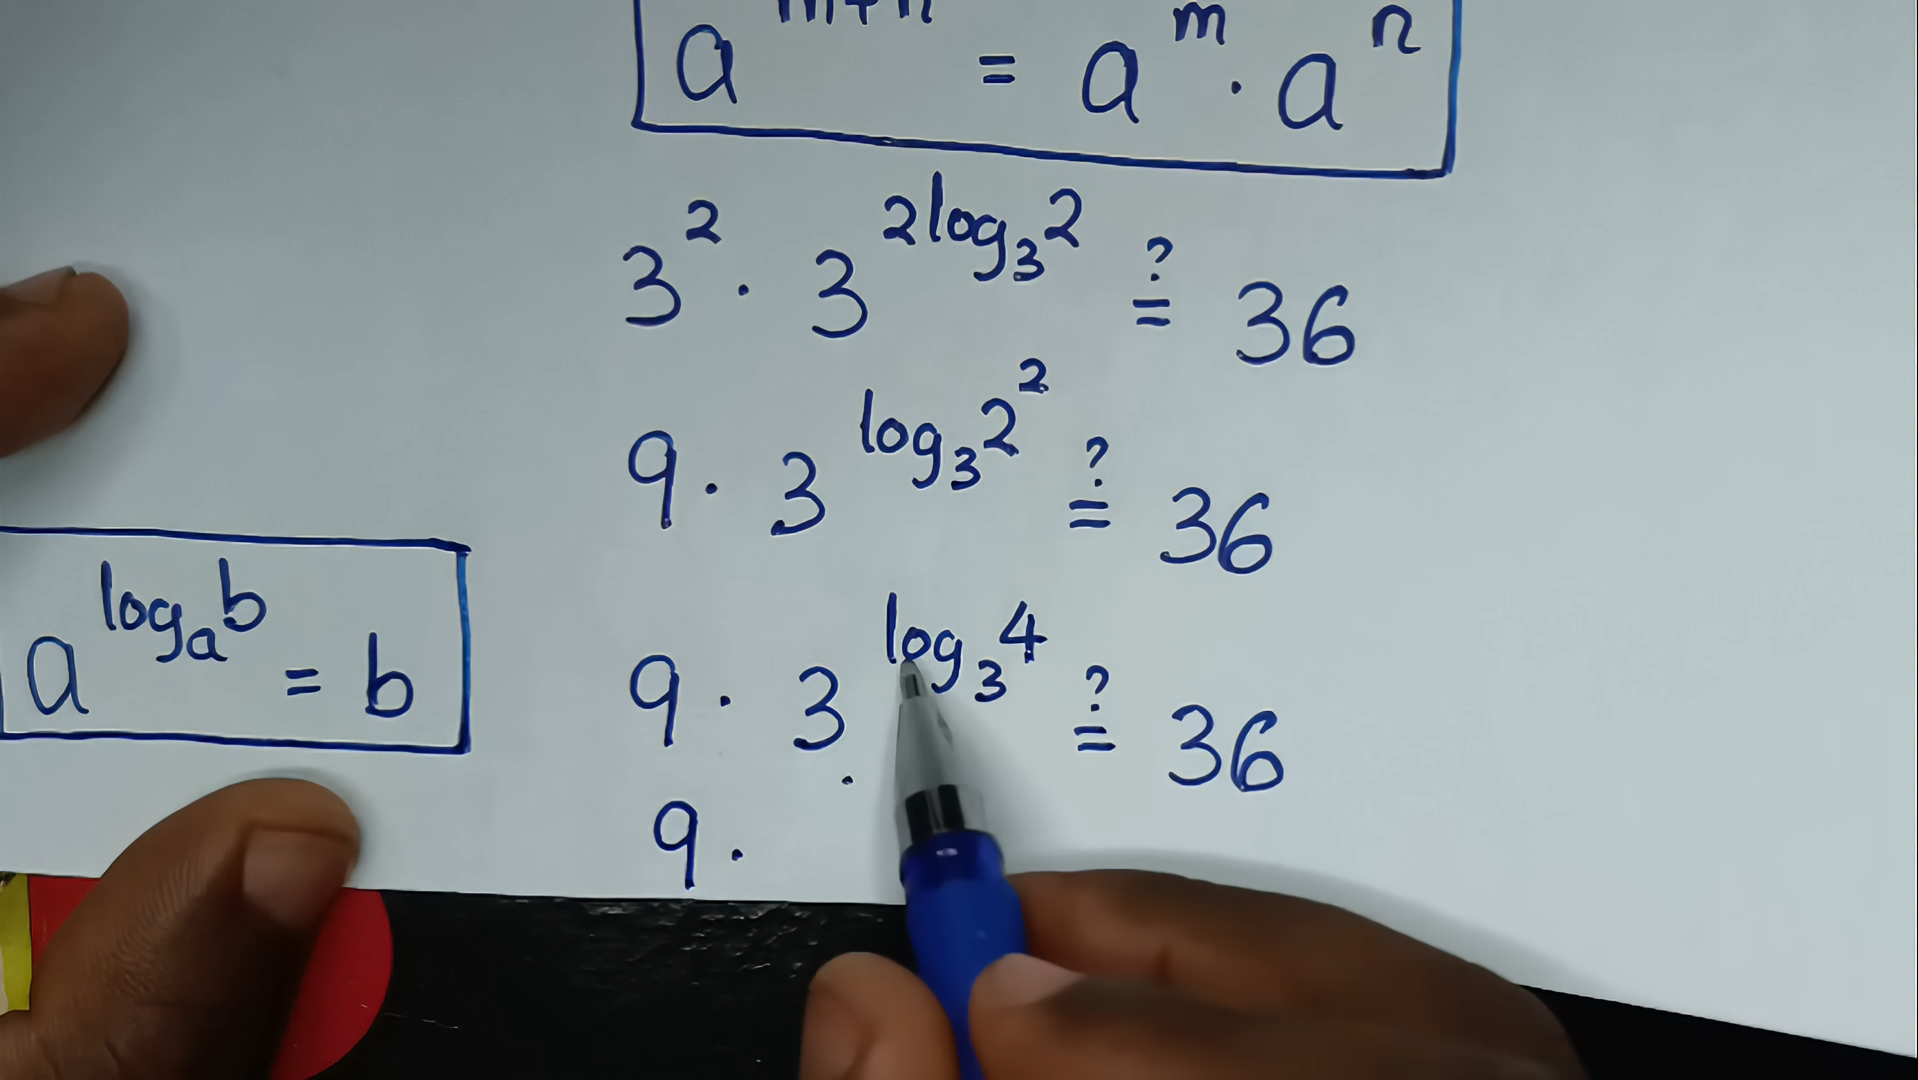 a^(m+n) = a^m · a^n
3^2 · 3^(2log_3 2) ≟ 36
9 · 3^(log_3 2^2) ≟ 36
a^(log_a b) = b
9 · 3^(log_3 4) ≟ 36
9 ·